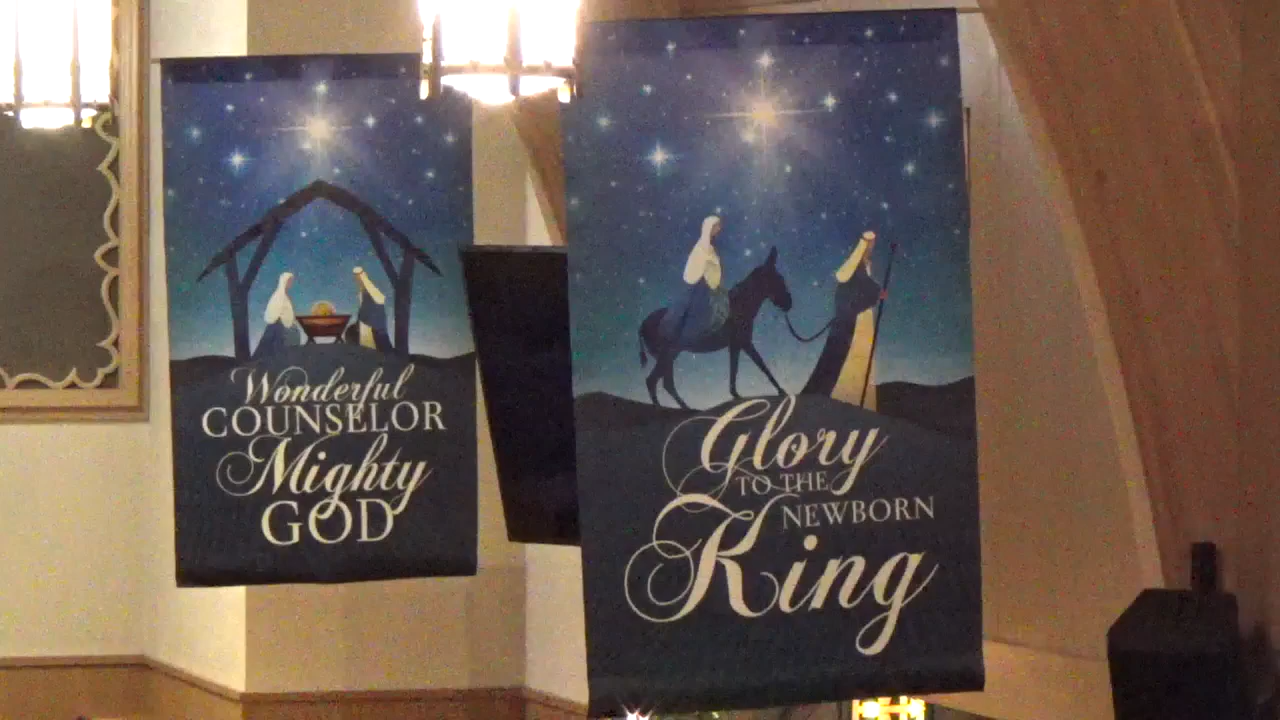 Wonderful
COUNSELOR
Mighty
GOD
Glory
TO THE
NEWBORN
King